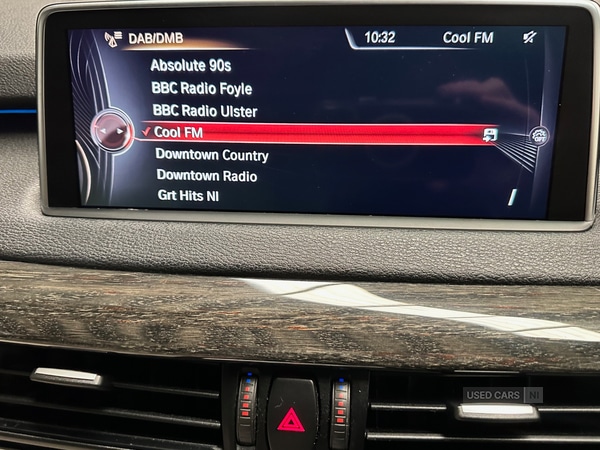 DAB/DMB 10:32 Cool FM
Absolute 90s
BBC Radio Foyle
BBC Radio Ulster
Cool FM
OFF
Downtown Country
Downtown Radio
Grt Hits NI
USED CARS NI